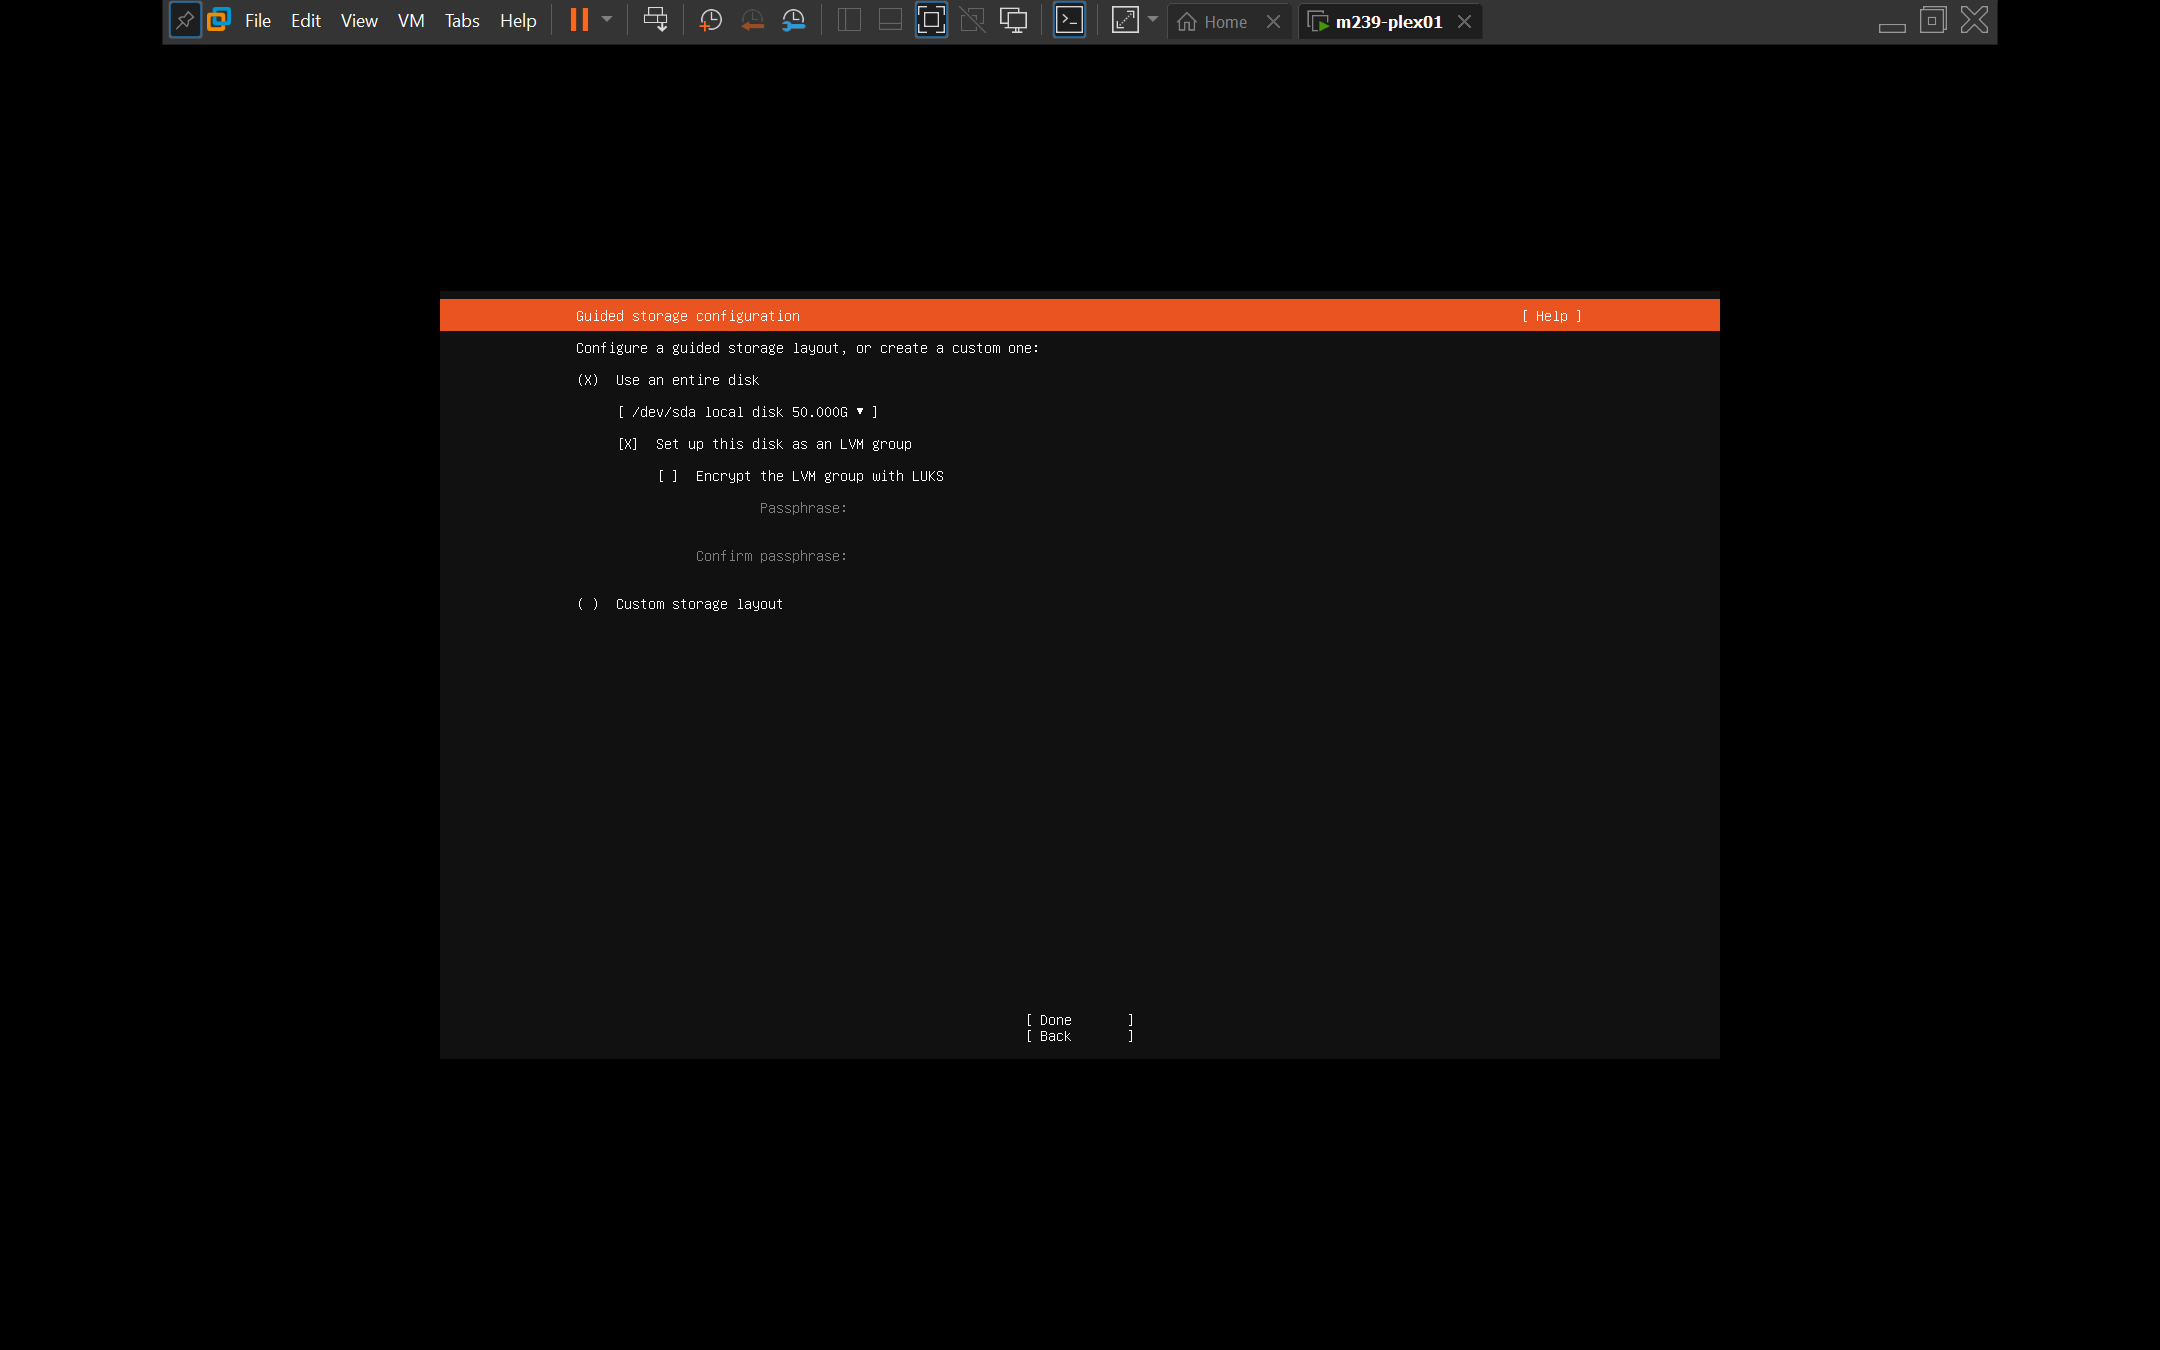 File Edit View VM Tabs Help Home m239-plex01
Guided storage configuration [ Help ]
Configure a guided storage layout, or create a custom one:
(X) Use an entire disk
[ /dev/sda local disk 50.000G ▾ ]
[X] Set up this disk as an LVM group
[ ] Encrypt the LVM group with LUKS
Passphrase:
Confirm passphrase:
( ) Custom storage layout
[ Done ]
[ Back ]